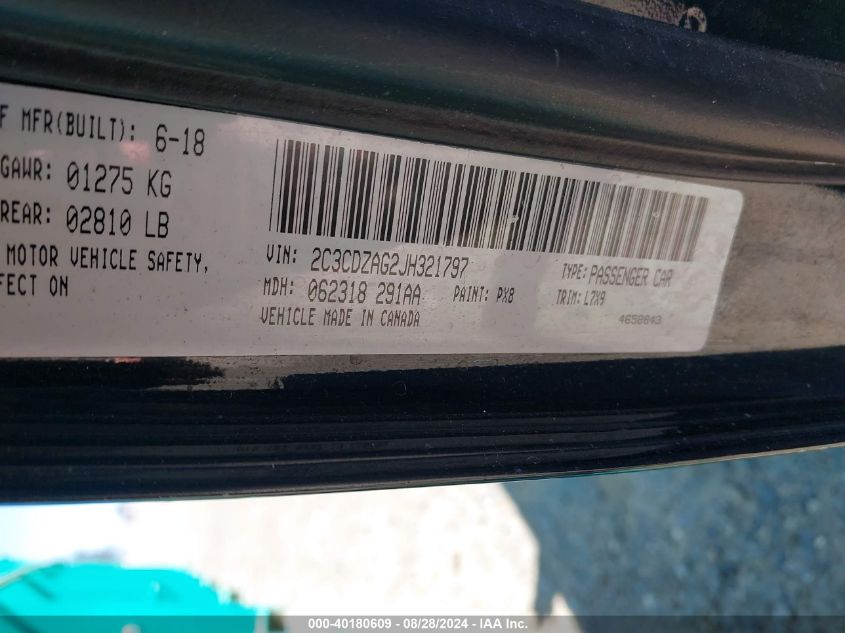 F MFR(BUILT): 6-18
GAWR: 01275 KG
REAR: 02810 LB
MOTOR VEHICLE SAFETY,
FECT ON
VIN: 2C3CDZAG2JH321797
TYPE: PASSENGER CAR
MDH: 062318 291AA
PAINT: PX8
TRIM: L7X9
VEHICLE MADE IN CANADA
4658643
000-40180609 - 08/28/2024 - IAA Inc.